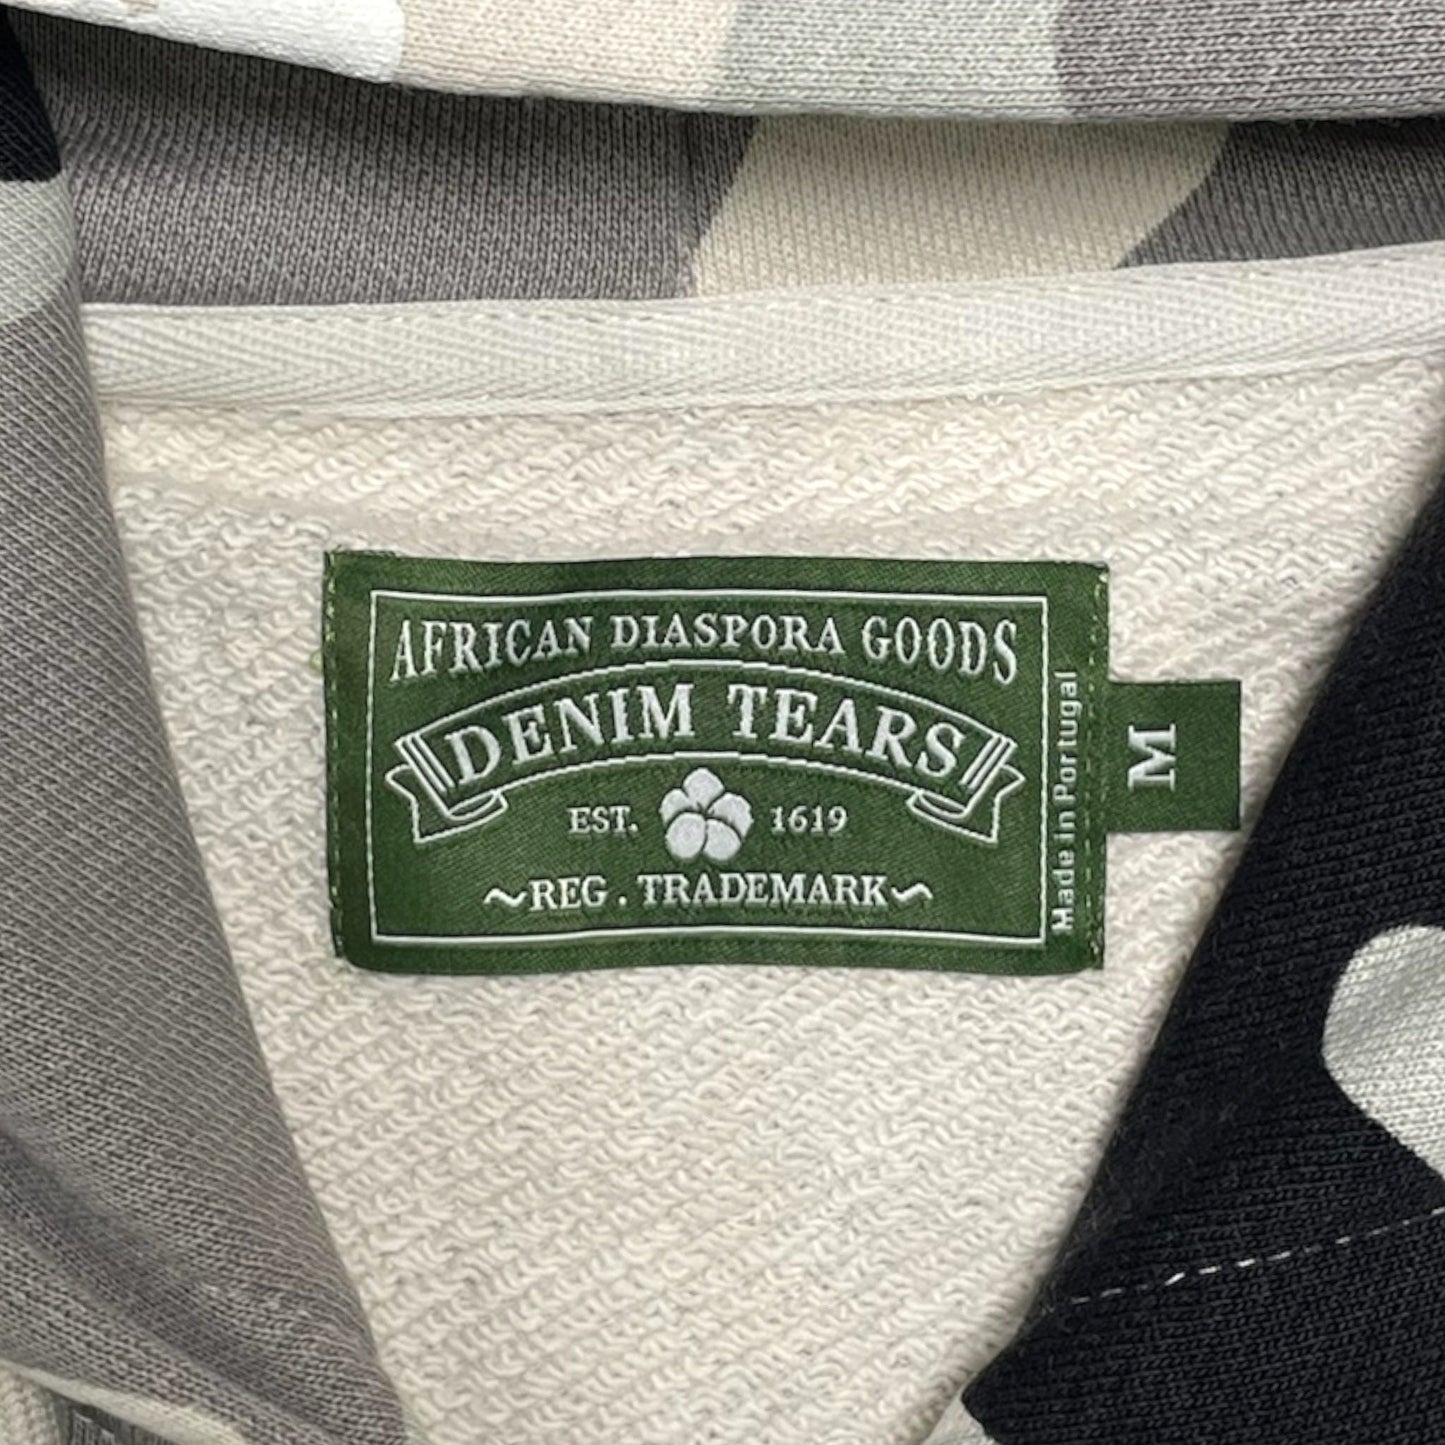 AFRICAN DIASPORA GOODS
DENIM TEARS
EST. 1619
~REG. TRADEMARK~
Made in Portugal
M